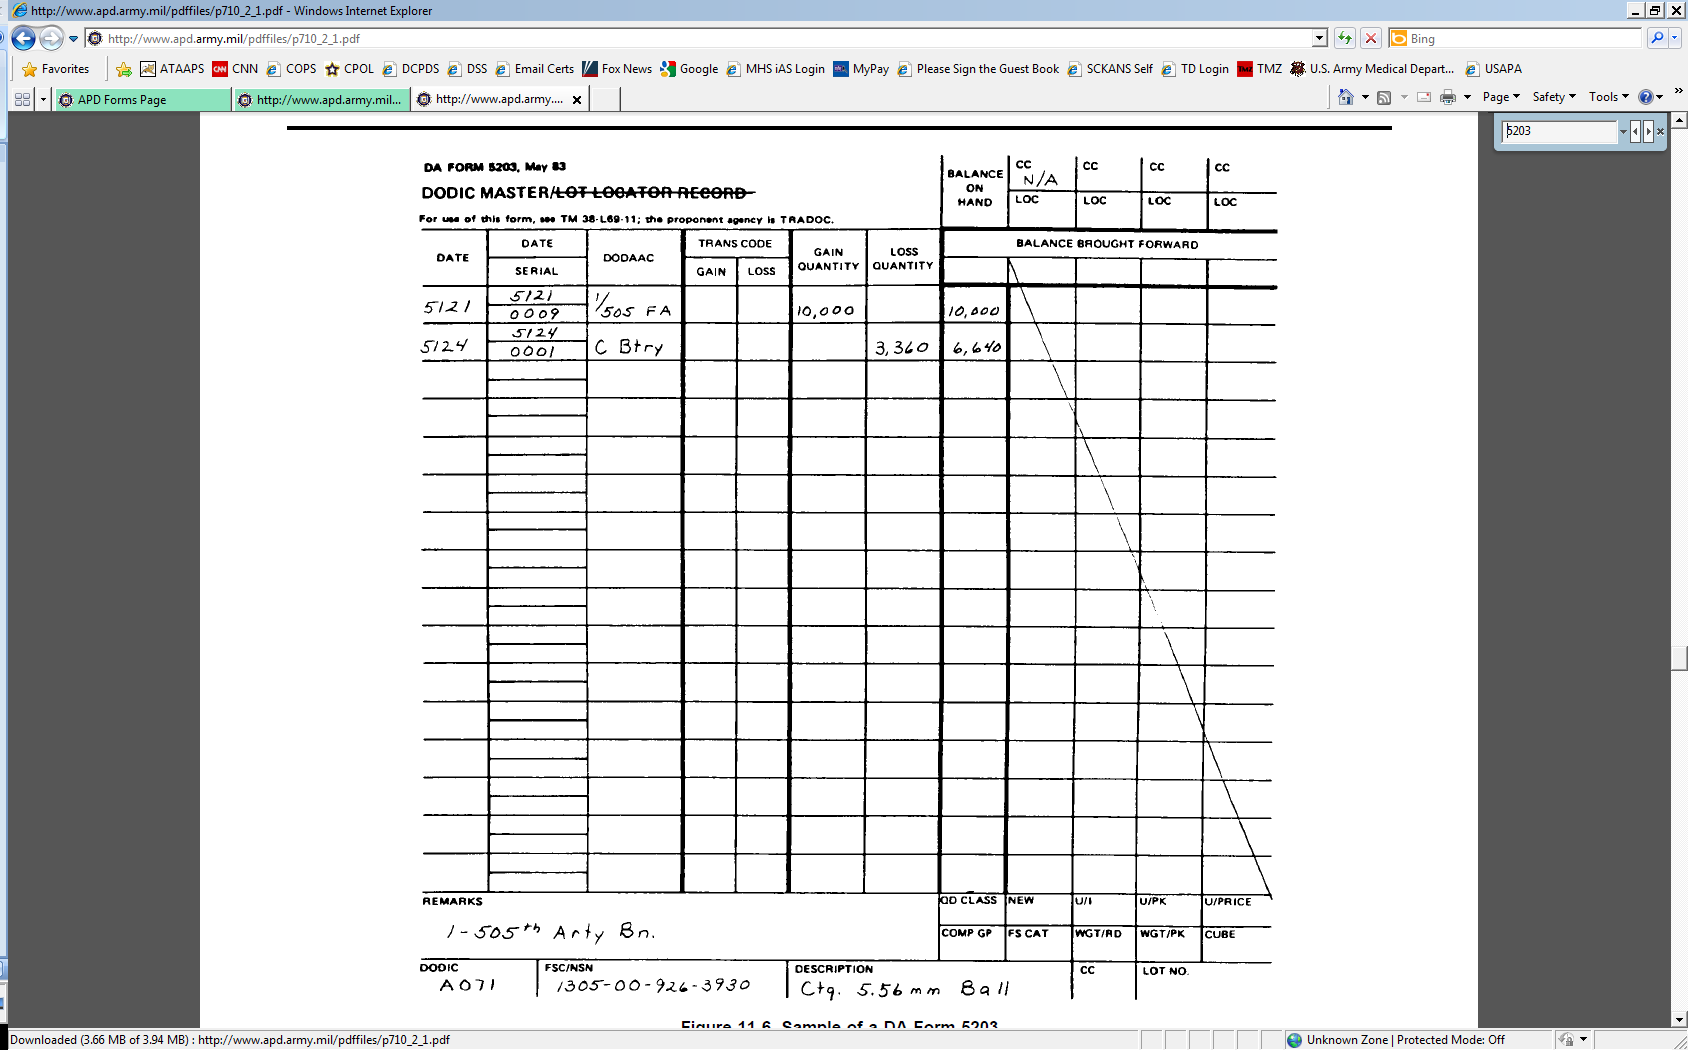 http://www.apd.army.mil/pdffiles/p710_2_1.pdf - Windows Internet Explorer
http://www.apd.army.mil/pdffiles/p710_2_1.pdf
Bing
Favorites ATAAPS CNN COPS CPOL DCPDS DSS Email Certs Fox News Google MHS iAS Login MyPay Please Sign the Guest Book SCKANS Self TD Login TMZ U.S. Army Medical Depart... USAPA
APD Forms Page http://www.apd.army.mil... http://www.apd.army.... Page Safety Tools »
5203
DA FORM 5203, May 83
DODIC MASTER/LOT LOCATOR RECORD
For use of this form, see TM 38-L69-11; the proponent agency is TRADOC.
BALANCE ON HAND
CC N/A CC CC CC
LOC LOC LOC LOC
DATE DATE SERIAL DODAAC TRANS CODE GAIN LOSS GAIN QUANTITY LOSS QUANTITY BALANCE BROUGHT FORWARD
5121 5121 0009 1/505 FA 10,000 10,000
5124 5124 0001 C Btry 3,360 6,640
REMARKS
1-505th Arty Bn.
QD CLASS NEW U/I U/PK U/PRICE
COMP GP FS CAT WGT/RD WGT/PK CUBE
DODIC FSC/NSN DESCRIPTION CC LOT NO.
A071 1305-00-926-3930 Ctg. 5.56 mm Ball
Figure 11-6. Sample of a DA Form 5203
Downloaded (3.66 MB of 3.94 MB) : http://www.apd.army.mil/pdffiles/p710_2_1.pdf Unknown Zone | Protected Mode: Off